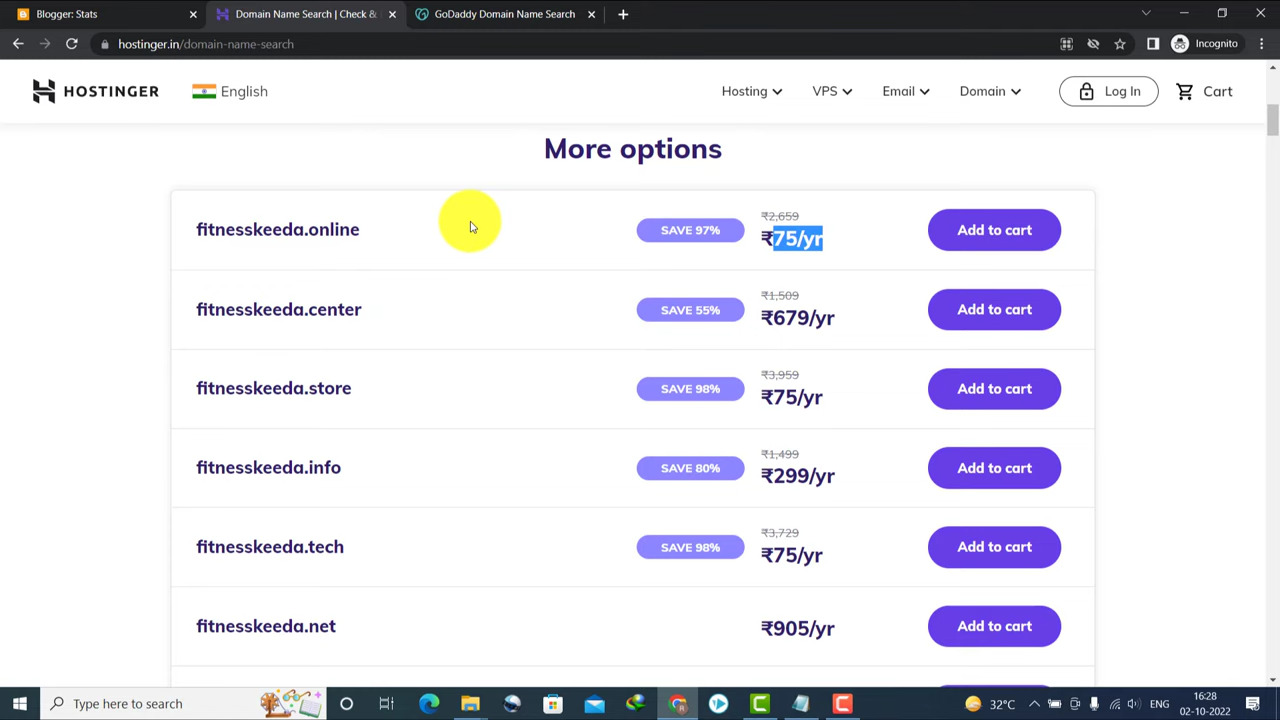 Blogger: Stats
Domain Name Search | Check &
GoDaddy Domain Name Search
hostinger.in/domain-name-search
Incognito
HOSTINGER
English
Hosting
VPS
Email
Domain
Log In
Cart
More options
fitnesskeeda.online
SAVE 97%
₹2,659
₹75/yr
Add to cart
fitnesskeeda.center
SAVE 55%
₹1,509
₹679/yr
Add to cart
fitnesskeeda.store
SAVE 98%
₹3,959
₹75/yr
Add to cart
fitnesskeeda.info
SAVE 80%
₹1,499
₹299/yr
Add to cart
fitnesskeeda.tech
SAVE 98%
₹3,729
₹75/yr
Add to cart
fitnesskeeda.net
₹905/yr
Add to cart
Type here to search
32°C
ENG
16:28
02-10-2022